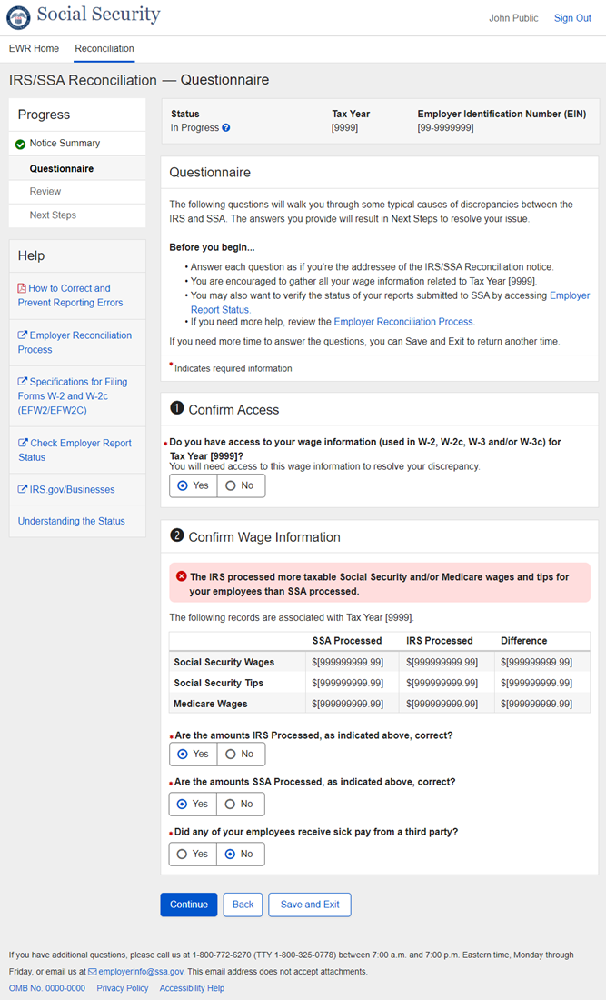 Social Security
John Public Sign Out
EWR Home Reconciliation
IRS/SSA Reconciliation — Questionnaire
Progress
Notice Summary
Questionnaire
Review
Next Steps
Help
How to Correct and
Prevent Reporting Errors
Employer Reconciliation
Process
Specifications for Filing
Forms W-2 and W-2c
(EFW2/EFW2C)
Check Employer Report
Status
IRS.gov/Businesses
Understanding the Status
Status Tax Year Employer Identification Number (EIN)
In Progress ? [9999] [99-9999999]
Questionnaire
The following questions will walk you through some typical causes of discrepancies between the
IRS and SSA. The answers you provide will result in Next Steps to resolve your issue.
Before you begin...
• Answer each question as if you're the addressee of the IRS/SSA Reconciliation notice.
• You are encouraged to gather all your wage information related to Tax Year [9999].
• You may also want to verify the status of your reports submitted to SSA by accessing Employer
Report Status.
• If you need more help, review the Employer Reconciliation Process.
If you need more time to answer the questions, you can Save and Exit to return another time.
* Indicates required information
1 Confirm Access
• Do you have access to your wage information (used in W-2, W-2c, W-3 and/or W-3c) for
Tax Year [9999]?
You will need access to this wage information to resolve your discrepancy.
Yes No
2 Confirm Wage Information
The IRS processed more taxable Social Security and/or Medicare wages and tips for
your employees than SSA processed.
The following records are associated with Tax Year [9999].
SSA Processed IRS Processed Difference
Social Security Wages $[999999999.99] $[999999999.99] $[999999999.99]
Social Security Tips $[999999999.99] $[999999999.99] $[999999999.99]
Medicare Wages $[999999999.99] $[999999999.99] $[999999999.99]
• Are the amounts IRS Processed, as indicated above, correct?
Yes No
• Are the amounts SSA Processed, as indicated above, correct?
Yes No
• Did any of your employees receive sick pay from a third party?
Yes No
Continue Back Save and Exit
If you have additional questions, please call us at 1-800-772-6270 (TTY 1-800-325-0778) between 7:00 a.m. and 7:00 p.m. Eastern time, Monday through
Friday, or email us at employerinfo@ssa.gov. This email address does not accept attachments.
OMB No. 0000-0000 Privacy Policy Accessibility Help